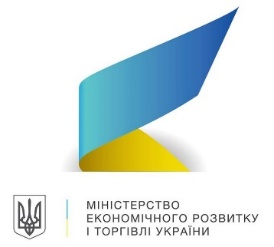 МІНІСТЕРСТВО
ЕКОНОМІЧНОГО РОЗВИТКУ
І ТОРГІВЛІ УКРАЇНИ